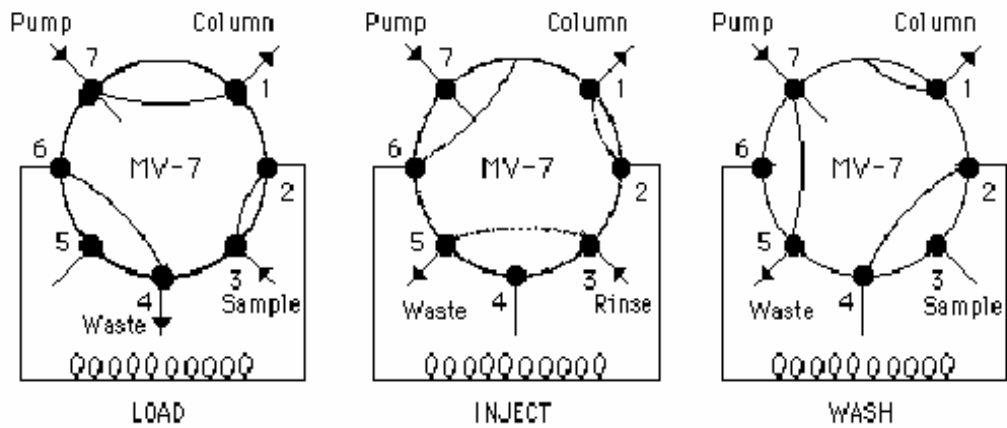 Pump Column
7
1
6
MV-7
2
5
3
4
Waste
Sample
LOAD
Pump Column
7
1
6
MV-7
2
5
3
4
Waste
Rinse
INJECT
Pump Column
7
1
6
MV-7
2
5
3
4
Waste
Sample
WASH